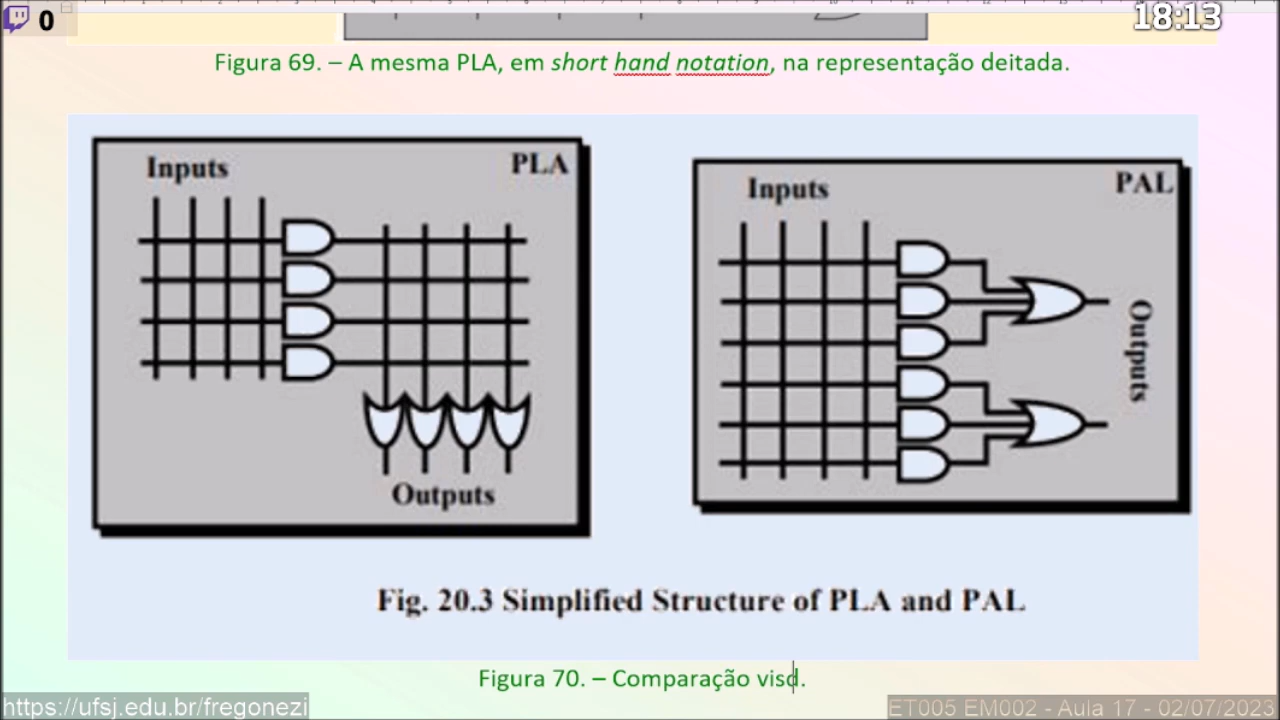 0
18:13
Figura 69. – A mesma PLA, em short hand notation, na representação deitada.
Inputs
PLA
Outputs
Inputs
PAL
Outputs
Fig. 20.3 Simplified Structure of PLA and PAL
Figura 70. – Comparação visd.
https://ufsj.edu.br/fregonezi
ET005 EM002 - Aula 17 - 02/07/2023